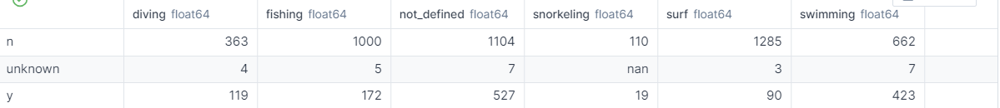 diving float64 fishing float64 not_defined float64 snorkeling float64 surf float64 swimming float64
n 363 1000 1104 110 1285 662
unknown 4 5 7 nan 3 7
y 119 172 527 19 90 423